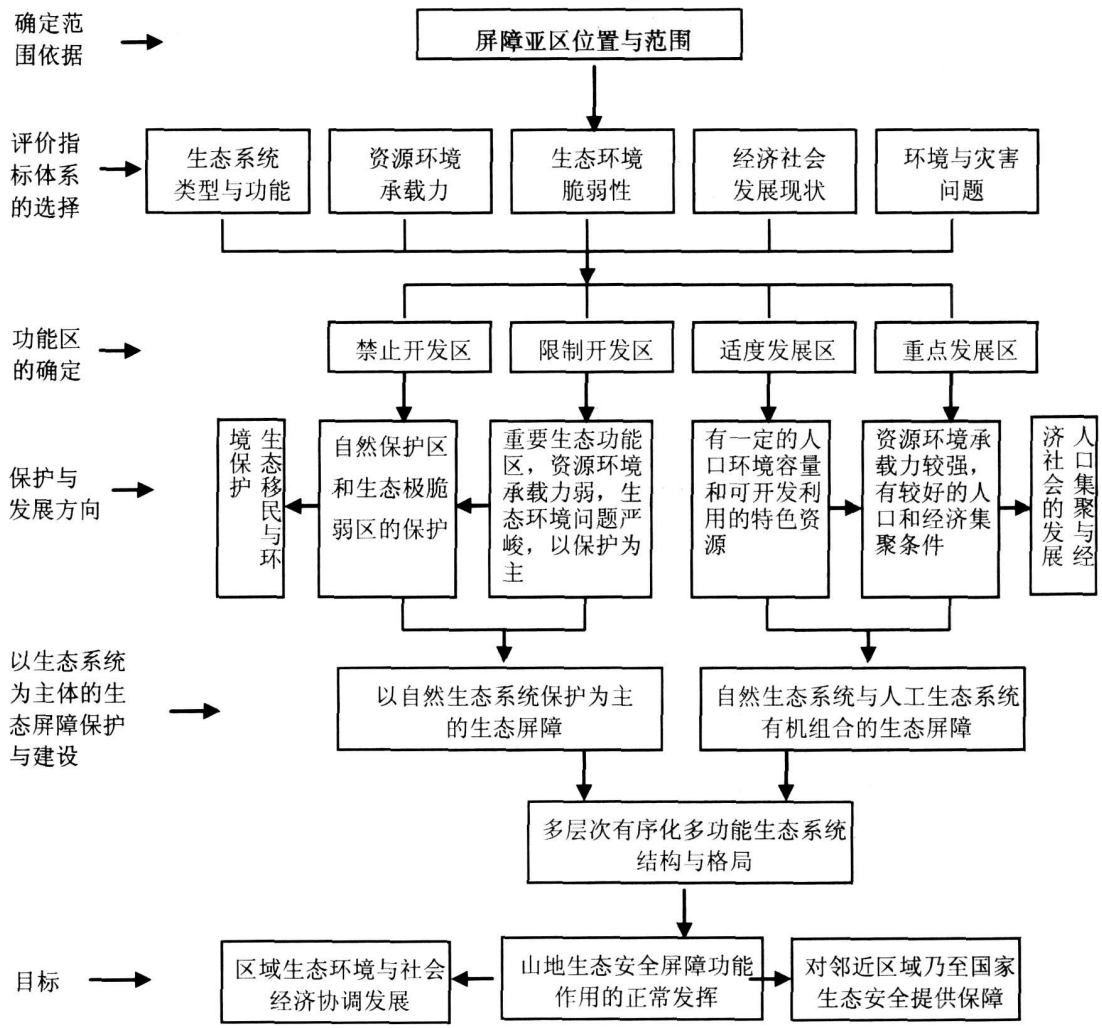 确定范
围依据
屏障亚区位置与范围
评价指
标体系
的选择
生态系统
类型与功能
资源环境
承载力
生态环境
脆弱性
经济社会
发展现状
环境与灾害
问题
功能区
的确定
禁止开发区
限制开发区
适度发展区
重点发展区
保护与
发展方向
生态移民与环
境保护
自然保护区
和生态极脆
弱区的保护
重要生态功能
区，资源环境
承载力弱，生
态环境问题严
峻，以保护为
主
有一定的人
口环境容量
和可开发利
用的特色资
源
资源环境承
载力较强，
有较好的人
口和经济集
聚条件
人口集聚与经
济社会的发展
以生态系统
为主体的生
态屏障保护
与建设
以自然生态系统保护为主
的生态屏障
自然生态系统与人工生态系统
有机组合的生态屏障
多层次有序化多功能生态系统
结构与格局
目标
区域生态环境与社会
经济协调发展
山地生态安全屏障功能
作用的正常发挥
对邻近区域乃至国家
生态安全提供保障